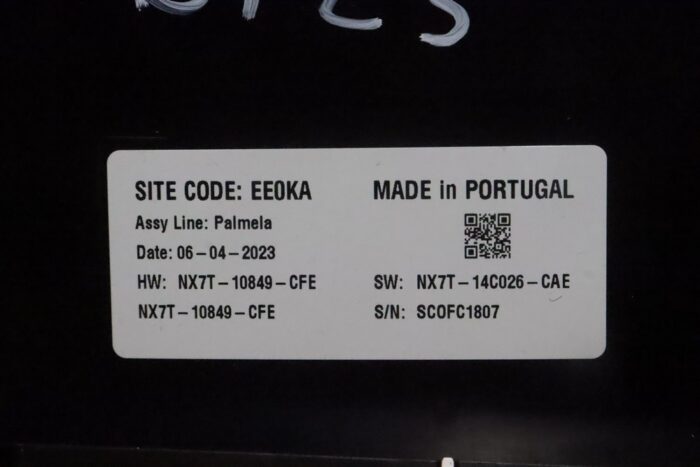 SITE CODE: EE0KA
MADE in PORTUGAL
Assy Line: Palmela
Date: 06-04-2023
HW: NX7T-10849-CFE
SW: NX7T-14C026-CAE
NX7T-10849-CFE
S/N: SCOFC1807